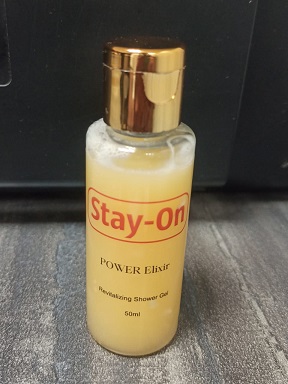 Stay-On
POWER Elixir
Revitalizing Shower Gel
50ml